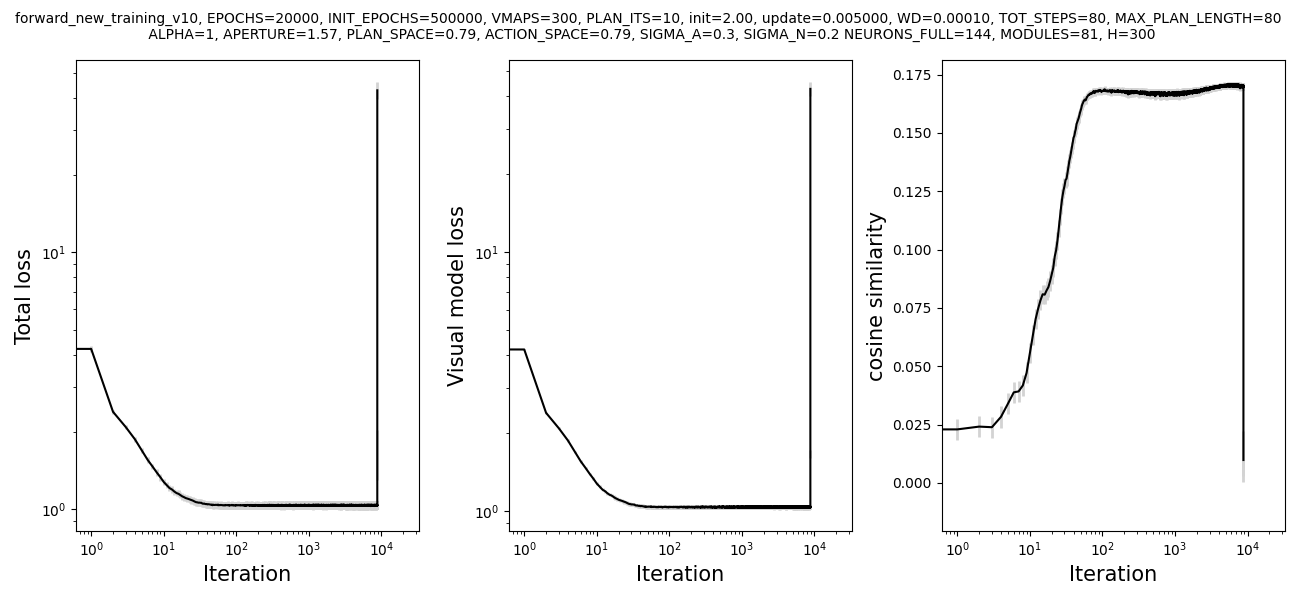 forward_new_training_v10, EPOCHS=20000, INIT_EPOCHS=500000, VMAPS=300, PLAN_ITS=10, init=2.00, update=0.005000, WD=0.00010, TOT_STEPS=80, MAX_PLAN_LENGTH=80
ALPHA=1, APERTURE=1.57, PLAN_SPACE=0.79, ACTION_SPACE=0.79, SIGMA_A=0.3, SIGMA_N=0.2 NEURONS_FULL=144, MODULES=81, H=300
Total loss
10¹
10⁰
10⁰ 10¹ 10² 10³ 10⁴
Iteration
Visual model loss
10¹
10⁰
10⁰ 10¹ 10² 10³ 10⁴
Iteration
cosine similarity
0.175
0.150
0.125
0.100
0.075
0.050
0.025
0.000
10⁰ 10¹ 10² 10³ 10⁴
Iteration